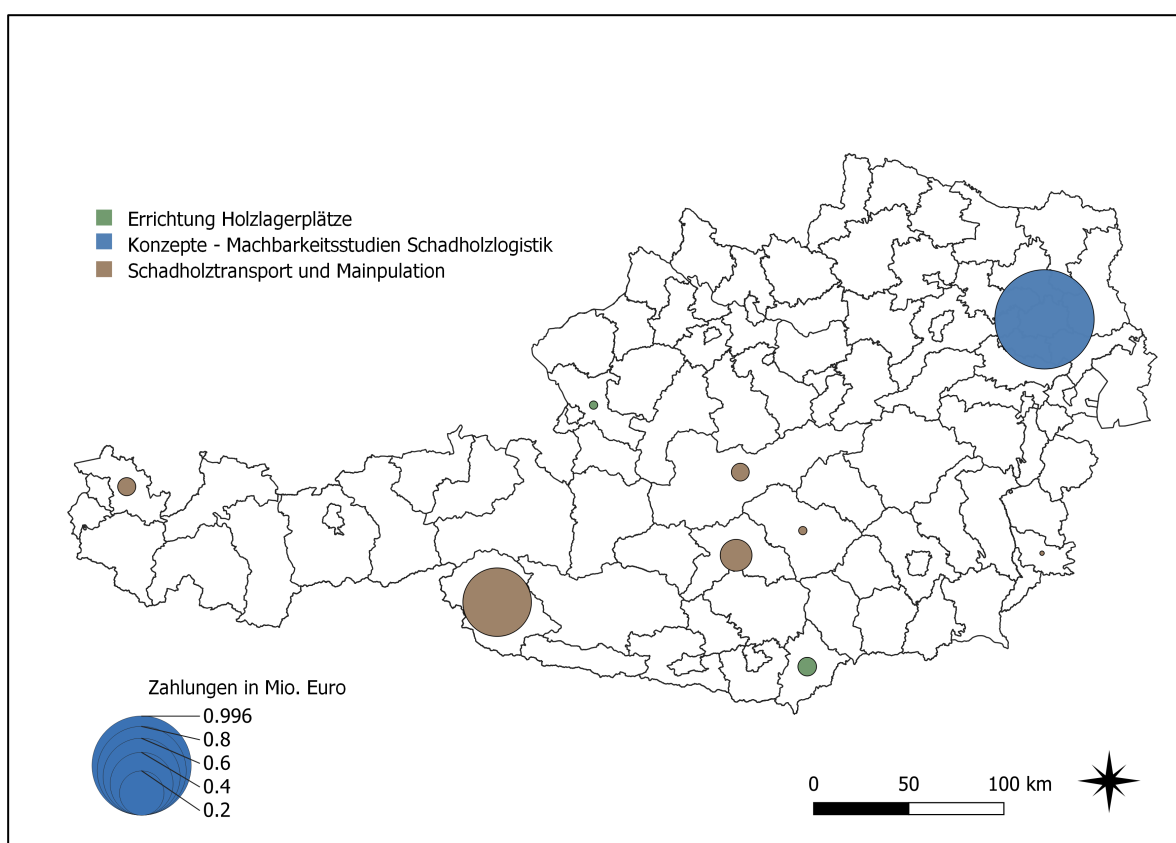 Errichtung Holzlagerplätze
Konzepte - Machbarkeitsstudien Schadholzlogistik
Schadholztransport und Mainpulation
Zahlungen in Mio. Euro
0.996
0.8
0.6
0.4
0.2
0 50 100 km